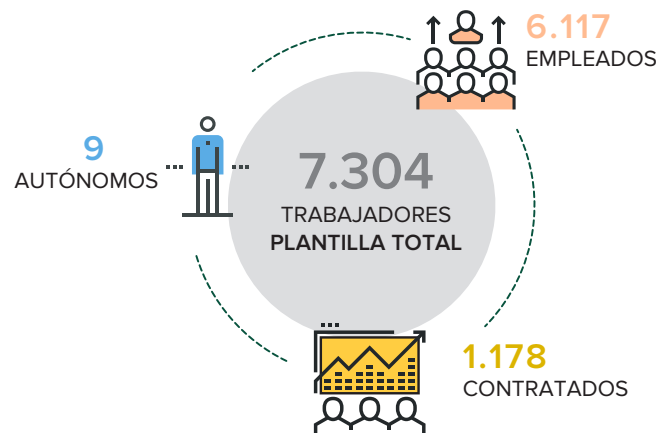 6.117
EMPLEADOS
9
AUTÓNOMOS
7.304
TRABAJADORES
PLANTILLA TOTAL
1.178
CONTRATADOS